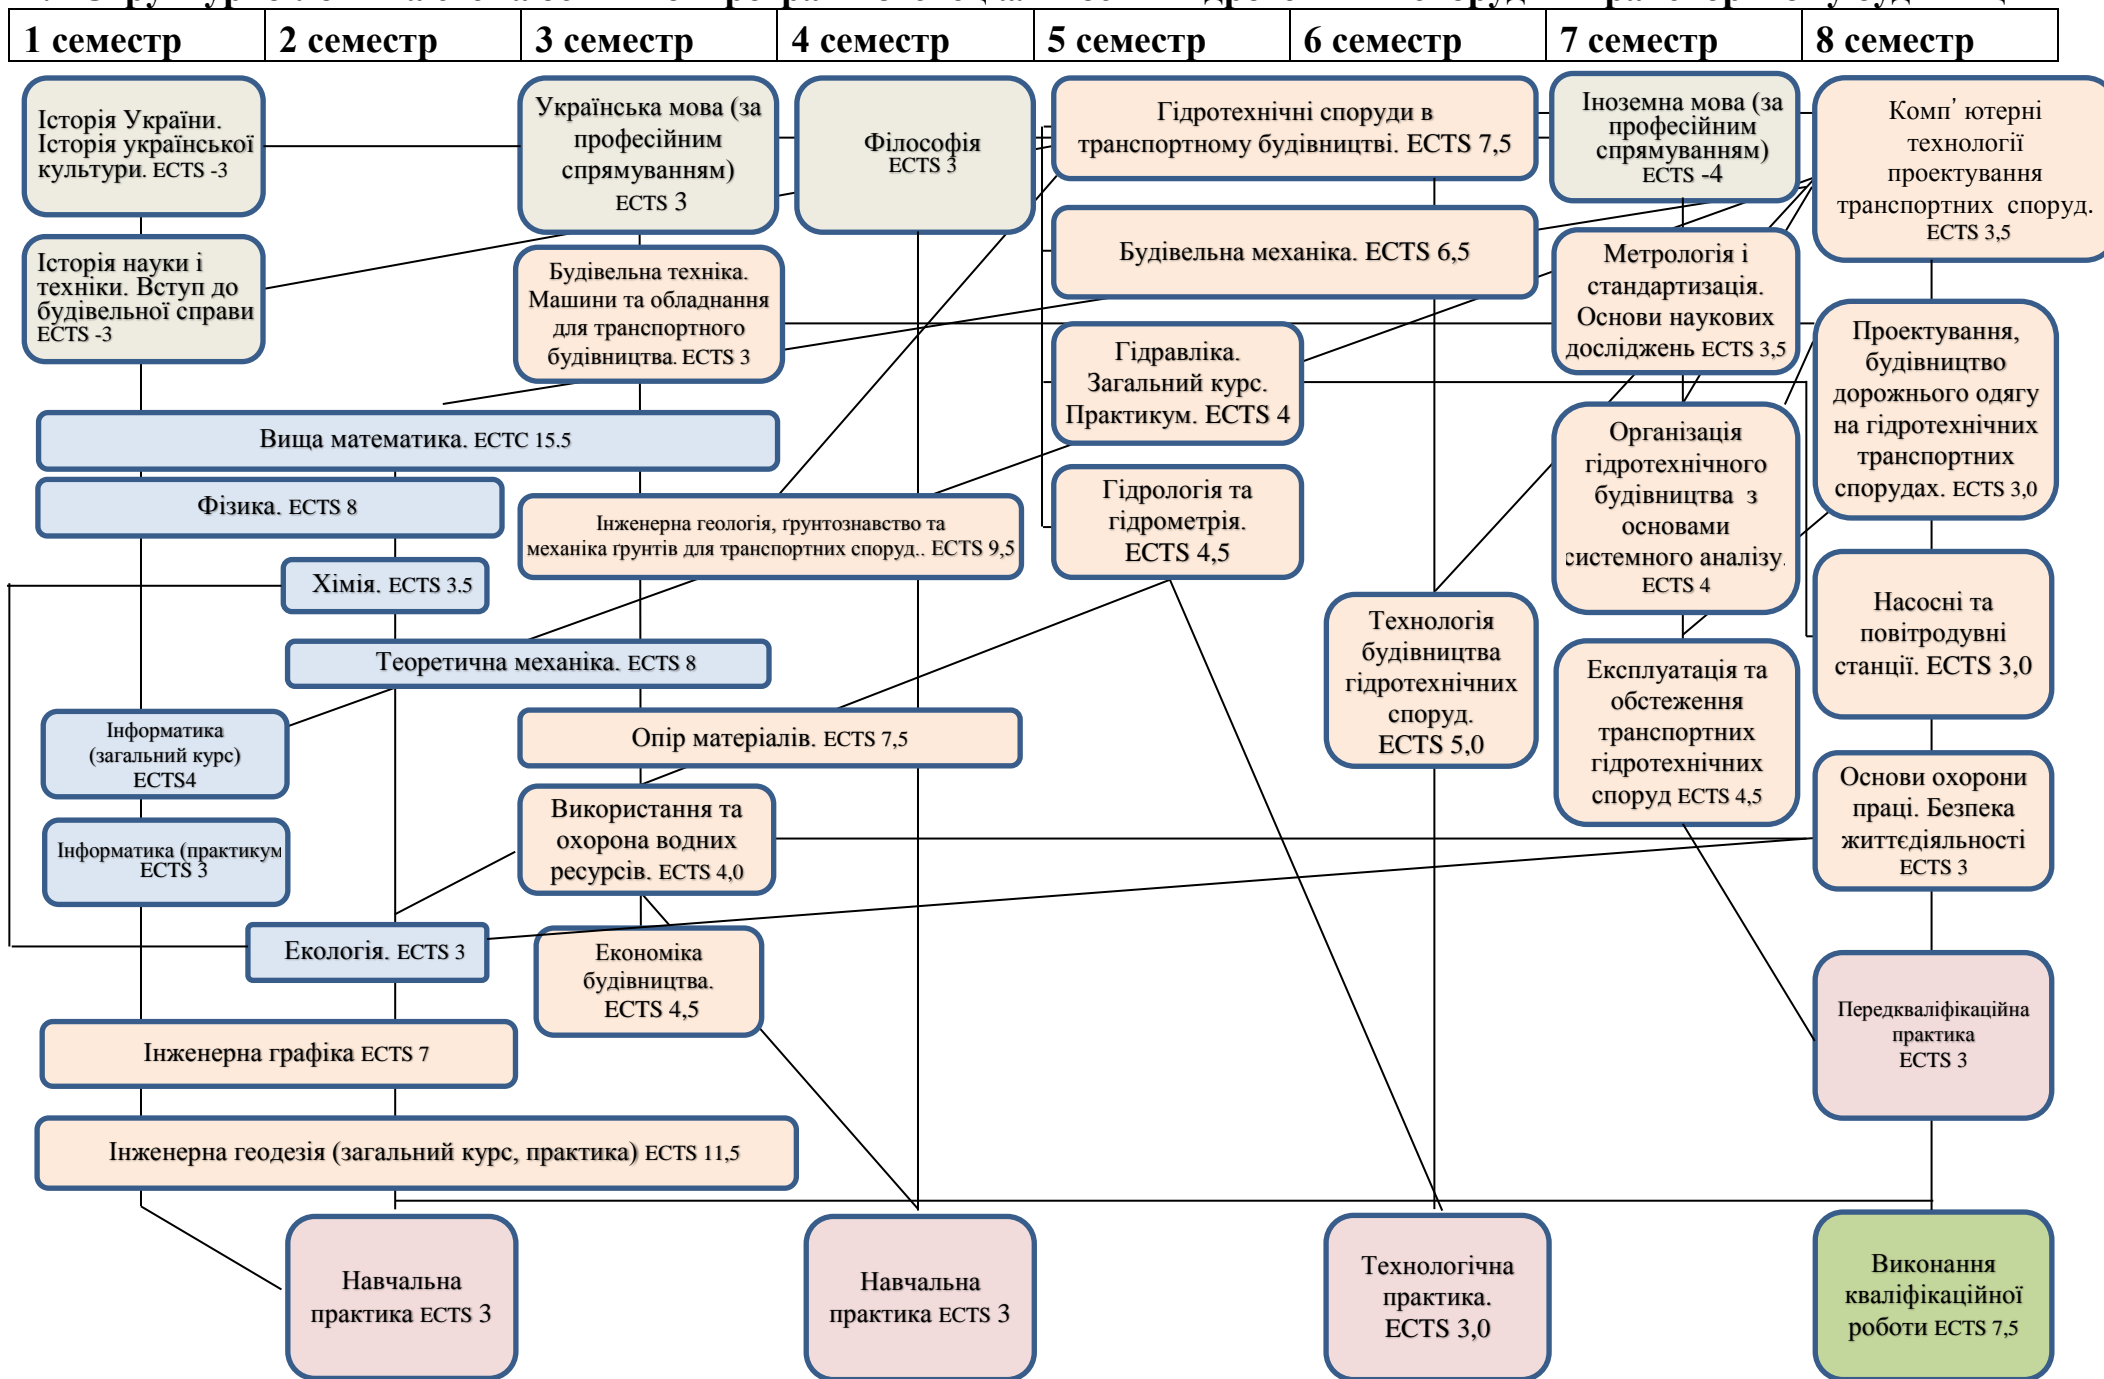 1 семестр
2 семестр
3 семестр
4 семестр
5 семестр
6 семестр
7 семестр
8 семестр
Історія України.
Історія української
культури. ECTS -3
Українська мова (за
професійним
спрямуванням)
ECTS 3
Філософія
ECTS 3
Гідротехнічні споруди в
транспортному будівництві. ECTS 7,5
Іноземна мова (за
професійним
спрямуванням)
ECTS -4
Комп' ютерні
технології
проектування
транспортних споруд.
ECTS 3,5
Історія науки і
техніки. Вступ до
будівельної справи
ECTS -3
Будівельна техніка.
Машини та обладнання
для транспортного
будівництва. ECTS 3
Будівельна механіка. ECTS 6,5
Метрологія і
стандартизація.
Основи наукових
досліджень ECTS 3,5
Гідравліка.
Загальний курс.
Практикум. ECTS 4
Проектування,
будівництво
дорожнього одягу
на гідротехнічних
транспортних
спорудах. ECTS 3,0
Вища математика. ECTC 15.5
Організація
гідротехнічного
будівництва з
основами
системного аналізу.
ECTS 4
Фізика. ECTS 8
Інженерна геологія, ґрунтознавство та
механіка ґрунтів для транспортних споруд.. ECTS 9,5
Гідрологія та
гідрометрія.
ECTS 4,5
Хімія. ECTS 3.5
Насосні та
повітродувні
станції. ECTS 3,0
Технологія
будівництва
гідротехнічних
споруд.
ECTS 5,0
Теоретична механіка. ECTS 8
Експлуатація та
обстеження
транспортних
гідротехнічних
споруд ECTS 4,5
Інформатика
(загальний курс)
ECTS4
Опір матеріалів. ECTS 7,5
Основи охорони
праці. Безпека
життєдіяльності
ECTS 3
Використання та
охорона водних
ресурсів. ECTS 4,0
Інформатика (практикум
ECTS 3
Екологія. ECTS 3
Економіка
будівництва.
ECTS 4,5
Передкваліфікаційна
практика
ECTS 3
Інженерна графіка ECTS 7
Інженерна геодезія (загальний курс, практика) ECTS 11,5
Навчальна
практика ECTS 3
Навчальна
практика ECTS 3
Технологічна
практика.
ECTS 3,0
Виконання
кваліфікаційної
роботи ECTS 7,5